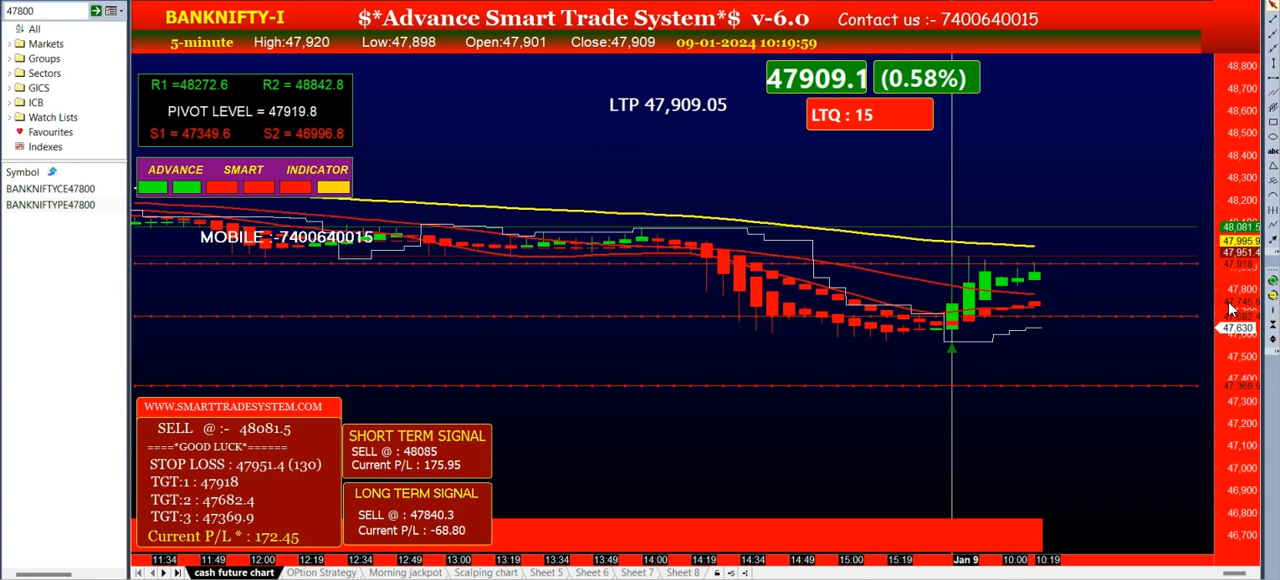 47800
All
Markets
Groups
Sectors
GICS
ICB
Watch Lists
Favourites
Indexes
Symbol
BANKNIFTYCE47800
BANKNIFTYPE47800
BANKNIFTY-I
$*Advance Smart Trade System*$ v-6.0
Contact us :- 7400640015
5-minute High:47,920 Low:47,898 Open:47,901 Close:47,909 09-01-2024 10:19:59
R1 =48272.6 R2 = 48842.8
PIVOT LEVEL = 47919.8
S1 = 47349.6 S2 = 46996.8
ADVANCE SMART INDICATOR
LTP 47,909.05
47909.1 (0.58%)
LTQ : 15
MOBILE :-7400640015
48,800
48,700
48,600
48,500
48,400
48,300
48,200
48,081.5
47,995.9
47,951.4
47,918
47,800
47,630
47,500
47,369.9
47,300
47,200
47,100
47,000
46,900
46,800
46,700
WWW.SMARTTRADESYSTEM.COM
SELL @ :- 48081.5
====*GOOD LUCK*======
STOP LOSS : 47951.4 (130)
TGT:1 : 47918
TGT:2 : 47682.4
TGT:3 : 47369.9
Current P/L * : 172.45
SHORT TERM SIGNAL
SELL @ : 48085
Current P/L : 175.95
LONG TERM SIGNAL
SELL @ : 47840.3
Current P/L : -68.80
11:34 11:49 12:00 12:19 12:34 12:49 13:00 13:19 13:34 13:49 14:00 14:19 14:34 14:49 15:00 15:19 Jan 9 10:00 10:19
cash future chart OPtion Strategy Morning jackpot Scalping chart Sheet 5 Sheet 6 Sheet 7 Sheet 8